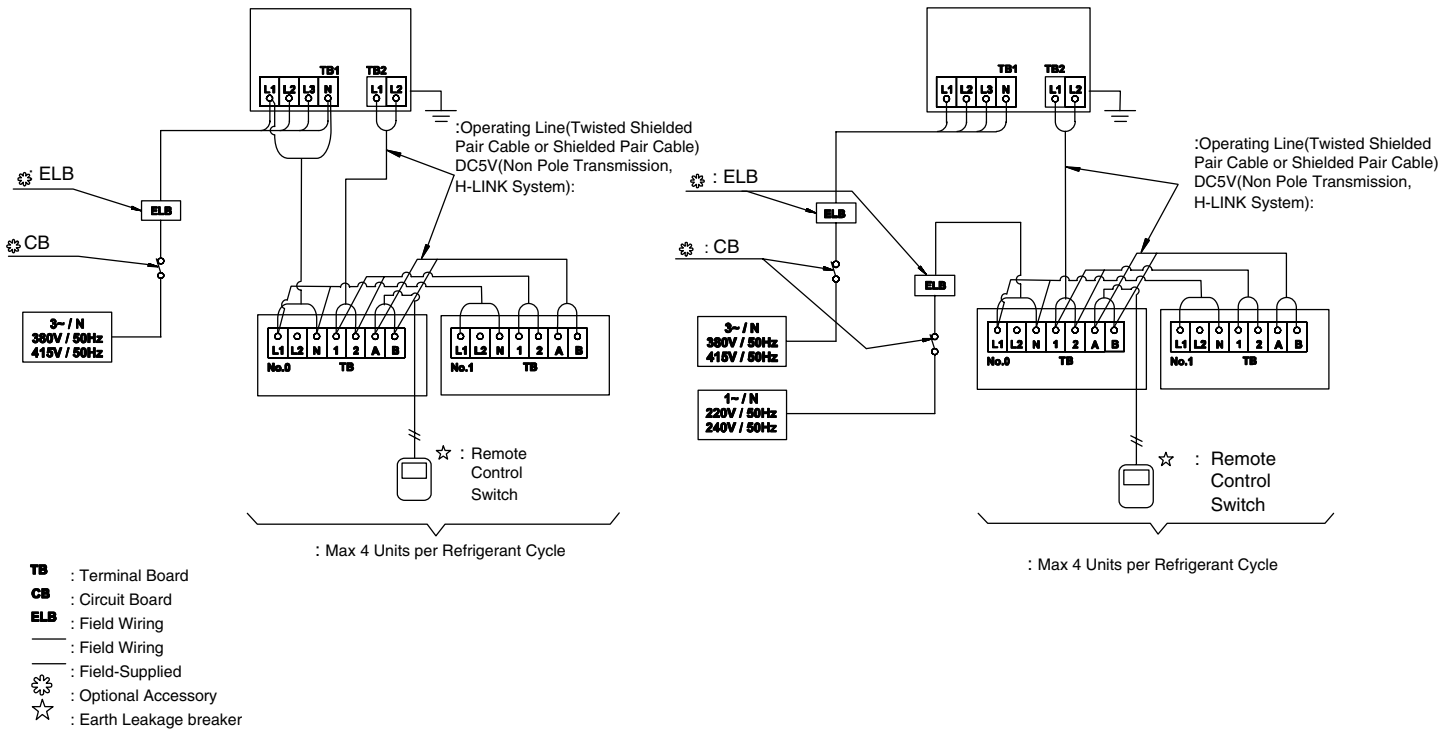 TB1 TB2
L1 L2 L3 N L1 L2
:Operating Line(Twisted Shielded
Pair Cable or Shielded Pair Cable)
DC5V(Non Pole Transmission,
H-LINK System):
: ELB
ELB
CB
3~ / N
380V / 50Hz
415V / 50Hz
L1 L2 N 1 2 A B
No.0 TB
L1 L2 N 1 2 A B
No.1 TB
: Remote
Control
Switch
: Max 4 Units per Refrigerant Cycle
TB1 TB2
L1 L2 L3 N L1 L2
:Operating Line(Twisted Shielded
Pair Cable or Shielded Pair Cable)
DC5V(Non Pole Transmission,
H-LINK System):
: ELB
ELB
: CB
ELB
3~ / N
380V / 50Hz
415V / 50Hz
1~ / N
220V / 50Hz
240V / 50Hz
L1 L2 N 1 2 A B
No.0 TB
L1 L2 N 1 2 A B
No.1 TB
: Remote
Control
Switch
: Max 4 Units per Refrigerant Cycle
TB : Terminal Board
CB : Circuit Board
ELB : Field Wiring
: Field Wiring
: Field-Supplied
: Optional Accessory
: Earth Leakage breaker